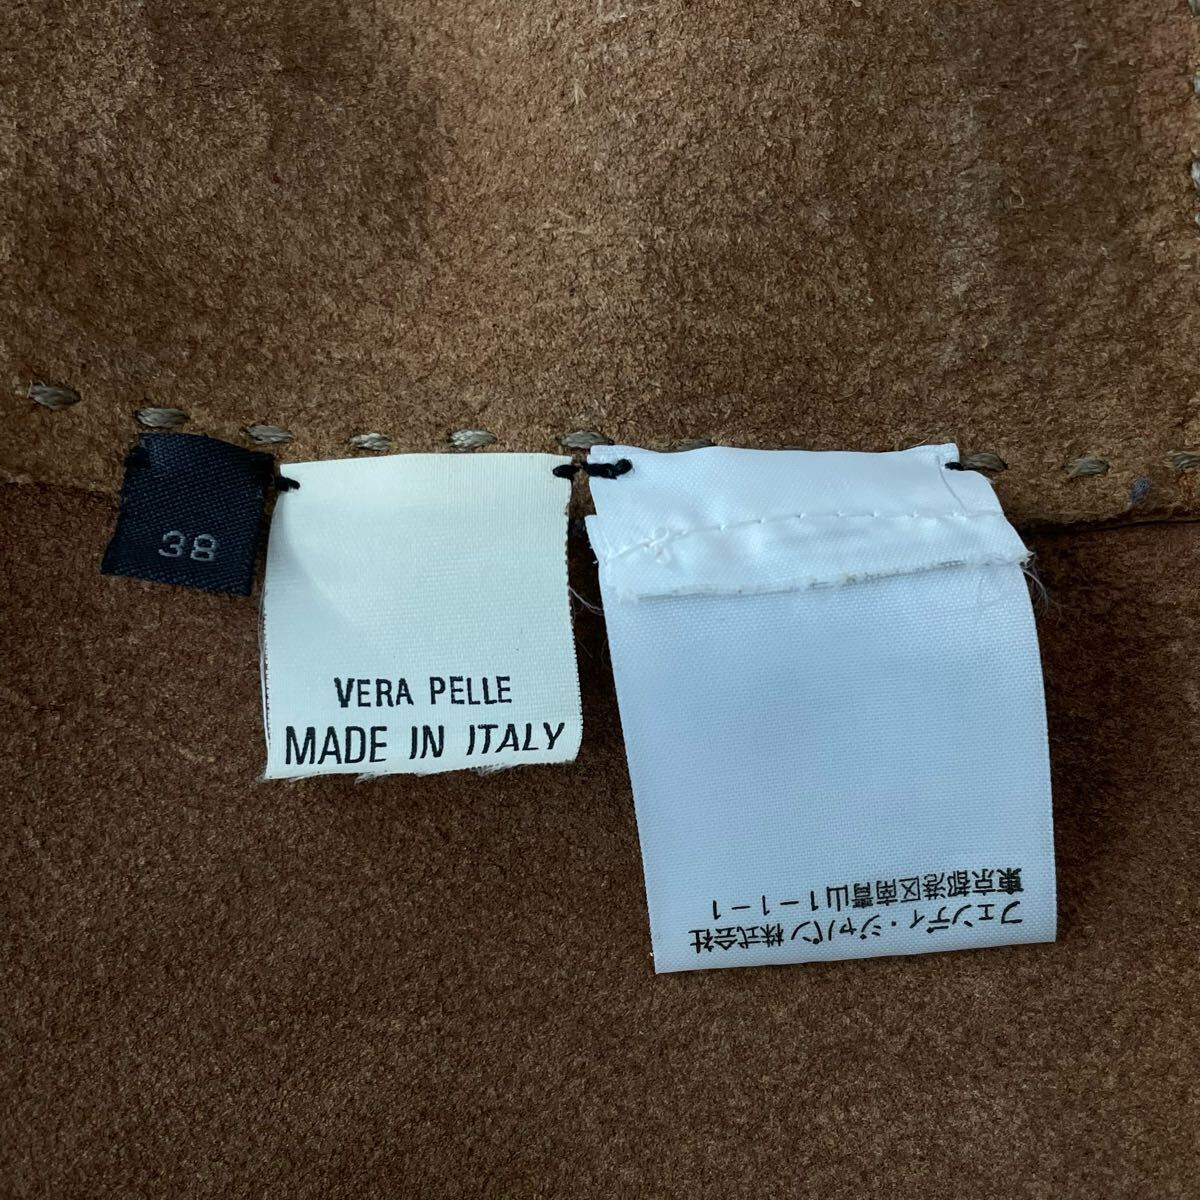 38
VERA PELLE
MADE IN ITALY
フェンディ・ジャパン株式会社
東京都港区南青山1-1-1